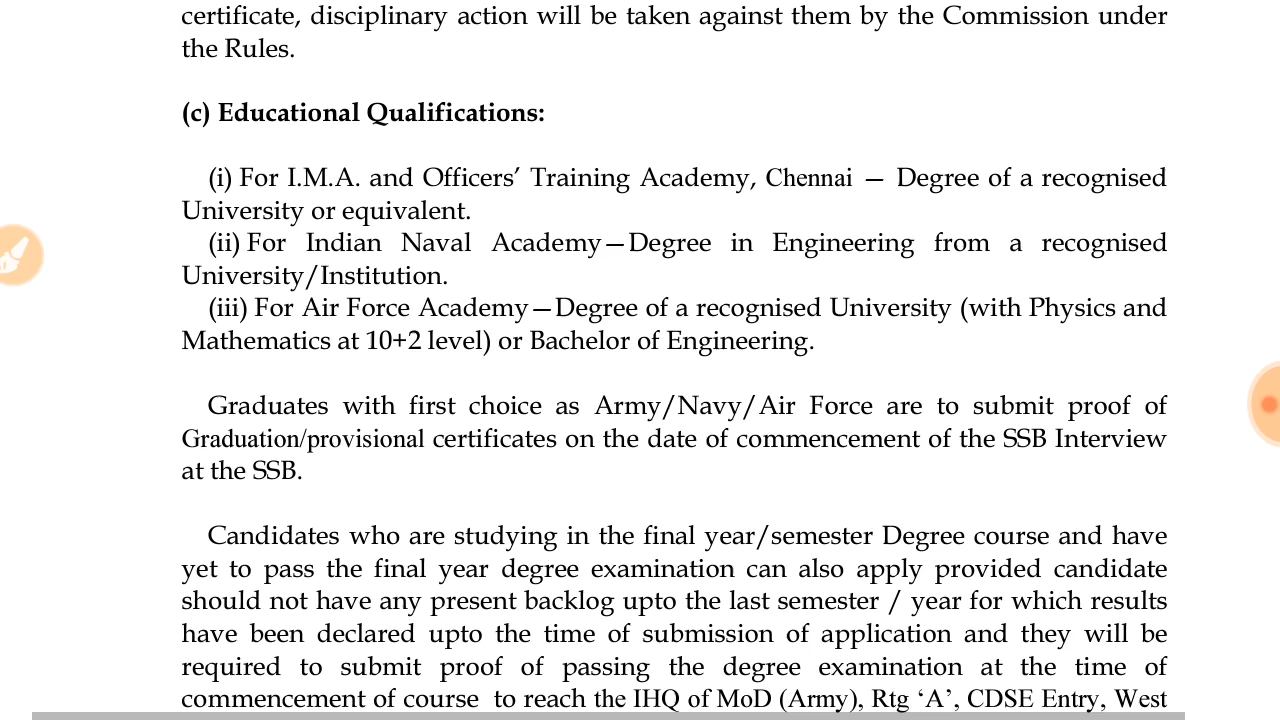 certificate, disciplinary action will be taken against them by the Commission under
the Rules.
(c) Educational Qualifications:
(i) For I.M.A. and Officers’ Training Academy, Chennai — Degree of a recognised
University or equivalent.
(ii) For Indian Naval Academy—Degree in Engineering from a recognised
University/Institution.
(iii) For Air Force Academy—Degree of a recognised University (with Physics and
Mathematics at 10+2 level) or Bachelor of Engineering.
Graduates with first choice as Army/Navy/Air Force are to submit proof of
Graduation/provisional certificates on the date of commencement of the SSB Interview
at the SSB.
Candidates who are studying in the final year/semester Degree course and have
yet to pass the final year degree examination can also apply provided candidate
should not have any present backlog upto the last semester / year for which results
have been declared upto the time of submission of application and they will be
required to submit proof of passing the degree examination at the time of
commencement of course to reach the IHQ of MoD (Army), Rtg ‘A’, CDSE Entry, West